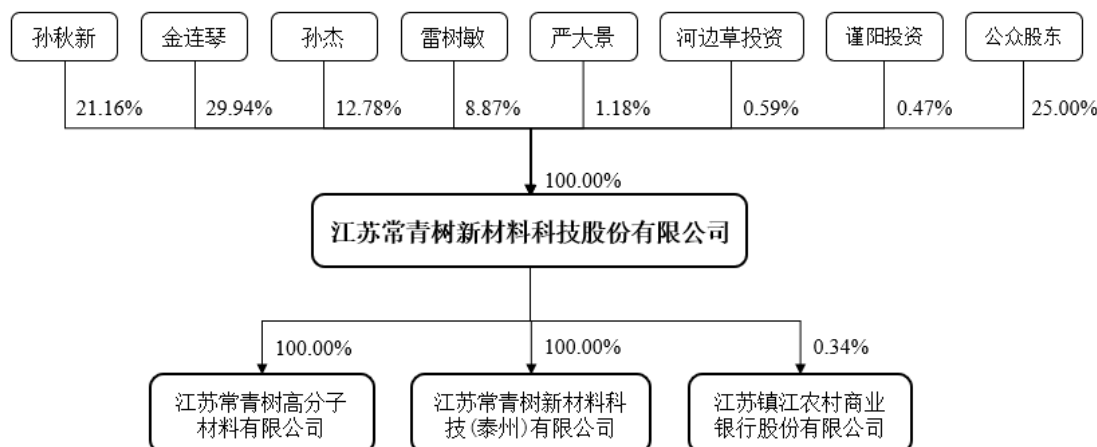 孙秋新
金连琴
孙杰
雷树敏
严大景
河边草投资
谨阳投资
公众股东
21.16%
29.94%
12.78%
8.87%
1.18%
0.59%
0.47%
25.00%
100.00%
江苏常青树新材料科技股份有限公司
100.00%
100.00%
0.34%
江苏常青树高分子
材料有限公司
江苏常青树新材料科
技(泰州)有限公司
江苏镇江农村商业
银行股份有限公司